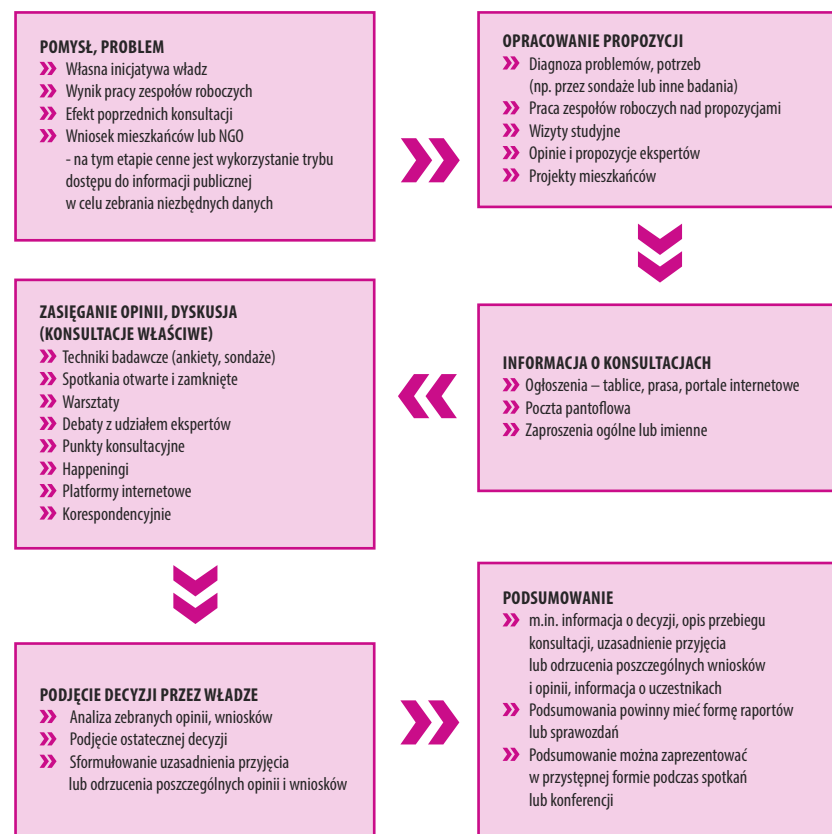 POMYSŁ, PROBLEM
Własna inicjatywa władz
Wynik pracy zespołów roboczych
Efekt poprzednich konsultacji
Wniosek mieszkańców lub NGO
- na tym etapie cenne jest wykorzystanie trybu
dostępu do informacji publicznej
w celu zebrania niezbędnych danych
OPRACOWANIE PROPOZYCJI
Diagnoza problemów, potrzeb
(np. przez sondaże lub inne badania)
Praca zespołów roboczych nad propozycjami
Wizyty studyjne
Opinie i propozycje ekspertów
Projekty mieszkańców
INFORMACJA O KONSULTACJACH
Ogłoszenia – tablice, prasa, portale internetowe
Poczta pantoflowa
Zaproszenia ogólne lub imienne
ZASIĘGANIE OPINII, DYSKUSJA
(KONSULTACJE WŁAŚCIWE)
Techniki badawcze (ankiety, sondaże)
Spotkania otwarte i zamknięte
Warsztaty
Debaty z udziałem ekspertów
Punkty konsultacyjne
Happeningi
Platformy internetowe
Korespondencyjnie
PODJĘCIE DECYZJI PRZEZ WŁADZE
Analiza zebranych opinii, wniosków
Podjęcie ostatecznej decyzji
Sformułowanie uzasadnienia przyjęcia
lub odrzucenia poszczególnych opinii i wniosków
PODSUMOWANIE
m.in. informacja o decyzji, opis przebiegu
konsultacji, uzasadnienie przyjęcia
lub odrzucenia poszczególnych wniosków
i opinii, informacja o uczestnikach
Podsumowania powinny mieć formę raportów
lub sprawozdań
Podsumowanie można zaprezentować
w przystępnej formie podczas spotkań
lub konferencji